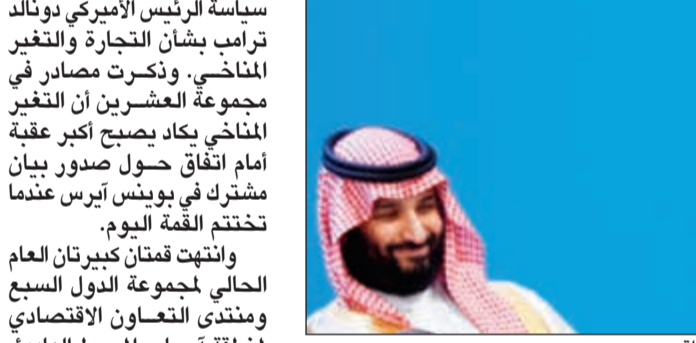 سياسة الرئيس الأميركي دونالد
ترامب بشأن التجارة والتغير
المناخي. وذكرت مصادر في
مجموعة العشرين أن التغير
المناخي يكاد يصبح أكبر عقبة
أمام اتفاق حول صدور بيان
مشترك في بوينس آيرس عندما
تختتم القمة اليوم.
وانتهت قمتان كبيرتان العام
الحالي لمجموعة الدول السبع
ومنتدى التعاون الاقتصادي